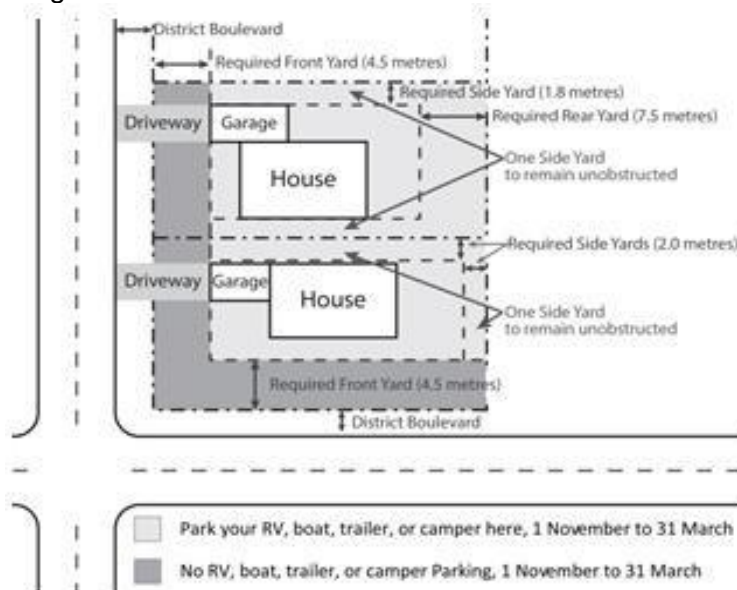 District Boulevard
Required Front Yard (4.5 metres)
Required Side Yard (1.8 metres)
Required Rear Yard (7.5 metres)
Driveway
Garage
One Side Yard
to remain unobstructed
House
Required Side Yards (2.0 metres)
Driveway
Garage
House
One Side Yard
to remain unobstructed
Required Front Yard (4.5 metres)
District Boulevard
Park your RV, boat, trailer, or camper here, 1 November to 31 March
No RV, boat, trailer, or camper Parking, 1 November to 31 March